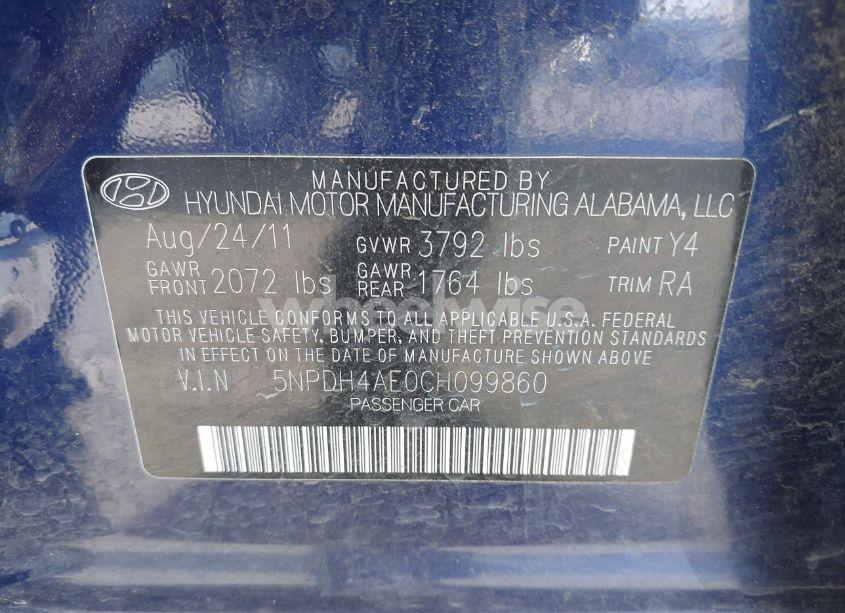 MANUFACTURED BY
HYUNDAI MOTOR MANUFACTURING ALABAMA, LLC
Aug/24/11 GVWR 3792 lbs PAINT Y4
GAWR FRONT 2072 lbs GAWR REAR 1764 lbs TRIM RA
THIS VEHICLE CONFORMS TO ALL APPLICABLE U.S.A. FEDERAL
MOTOR VEHICLE SAFETY, BUMPER, AND THEFT PREVENTION STANDARDS
IN EFFECT ON THE DATE OF MANUFACTURE SHOWN ABOVE
V.I.N 5NPDH4AE0CH099860
PASSENGER CAR
wheelwise